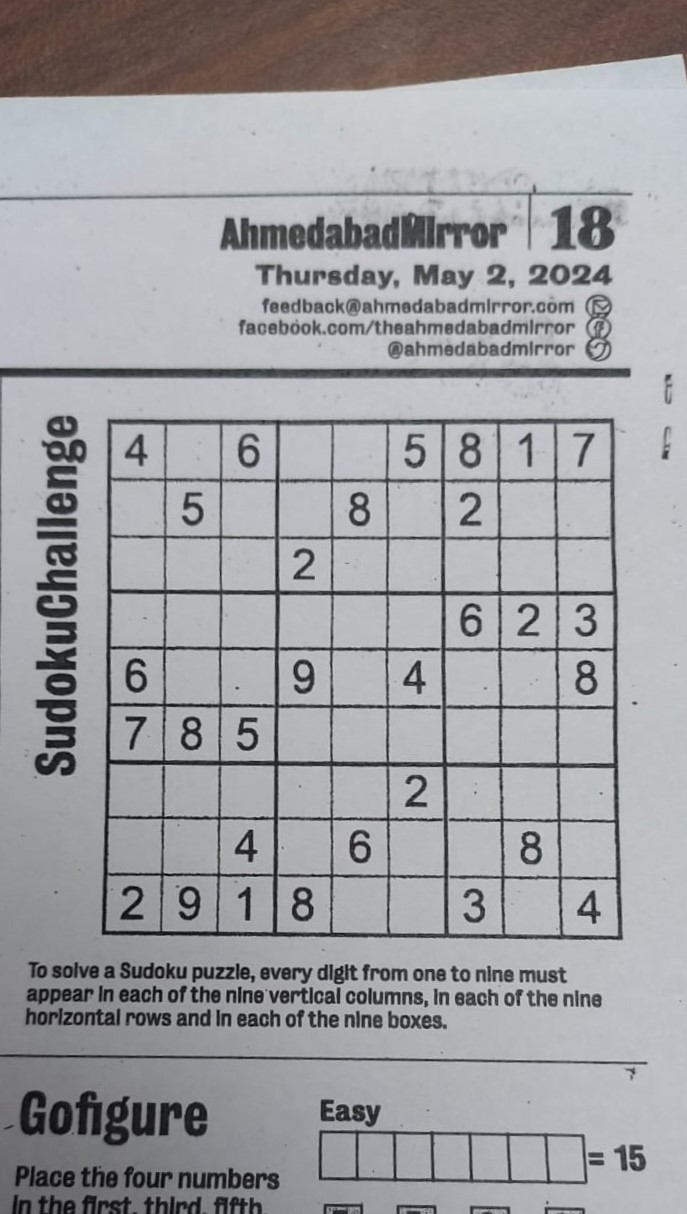 AhmedabadMirror | 18
Thursday, May 2, 2024
feedback@ahmedabadmirror.com
facebook.com/theahmedabadmirror
@ahmedabadmirror
SudokuChallenge
4 6 5 8 1 7
5 8 2
2
6 2 3
6 9 4 8
7 8 5
2
4 6 8
2 9 1 8 3 4
To solve a Sudoku puzzle, every digit from one to nine must
appear in each of the nine vertical columns, in each of the nine
horizontal rows and in each of the nine boxes.
Gofigure
Easy
= 15
Place the four numbers
in the first, third, fifth